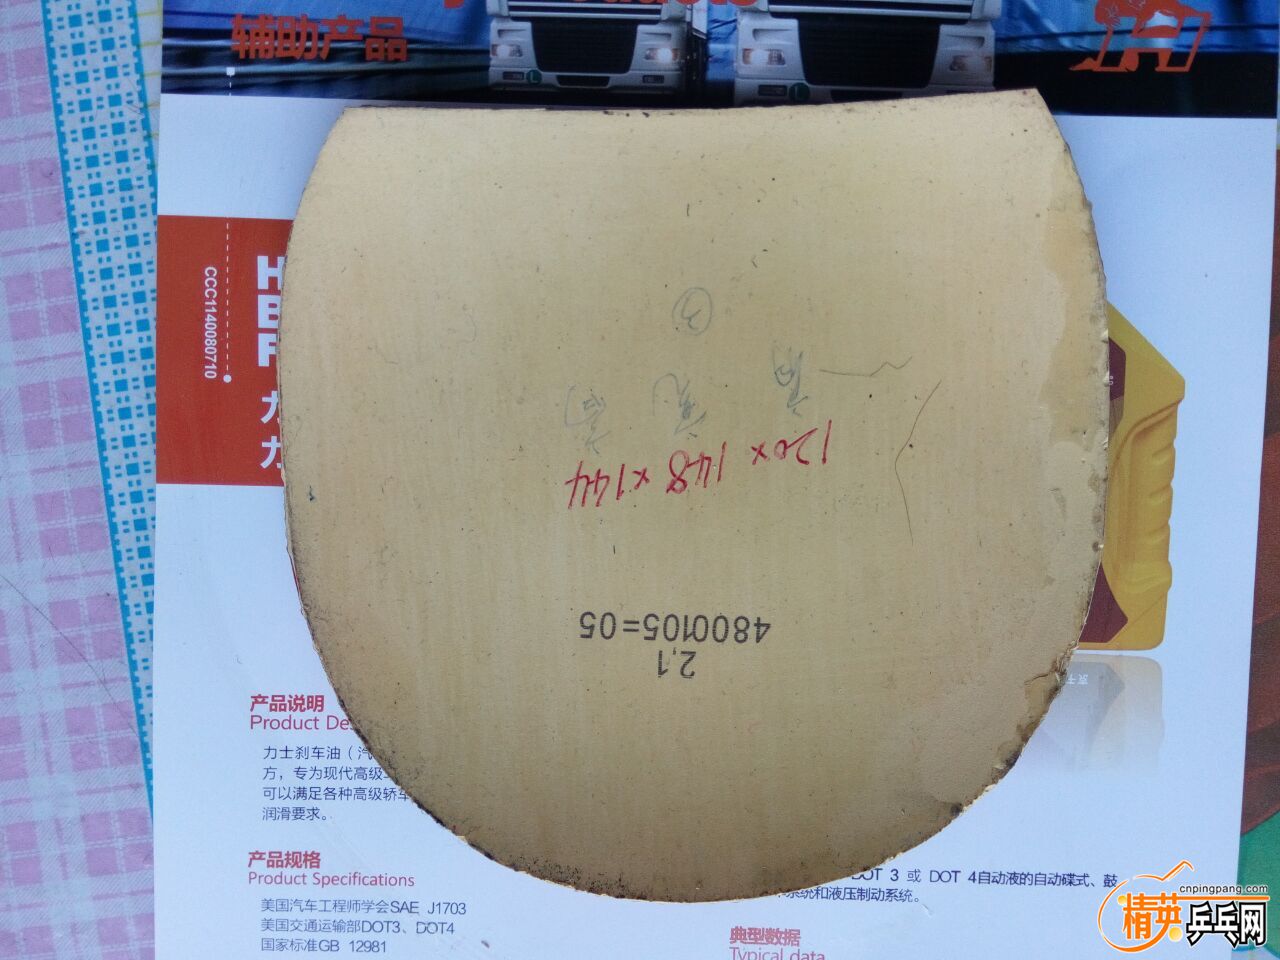 辅助产品
CCC1140080710
③
120×148×144
4800105=05
2,1
产品说明
Product De
力士刹车油（汽
方，专为现代高级
可以满足各种高级轿车
润滑要求。
产品规格
Product Specifications
美国汽车工程师学会SAE J1703
美国交通运输部DOT3、DOT4
国家标准GB 12981
DOT 3 或 DOT 4自动液的自动碟式、鼓
系统和液压制动系统。
典型数据
Typical data
cnpingpang.com
精英乒乓网